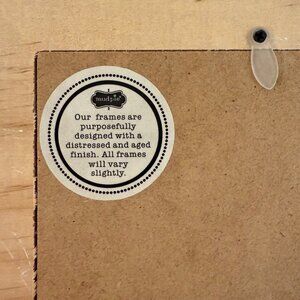 mudpie
Our frames are
purposefully
designed with a
distressed and aged
finish. All frames
will vary
slightly.